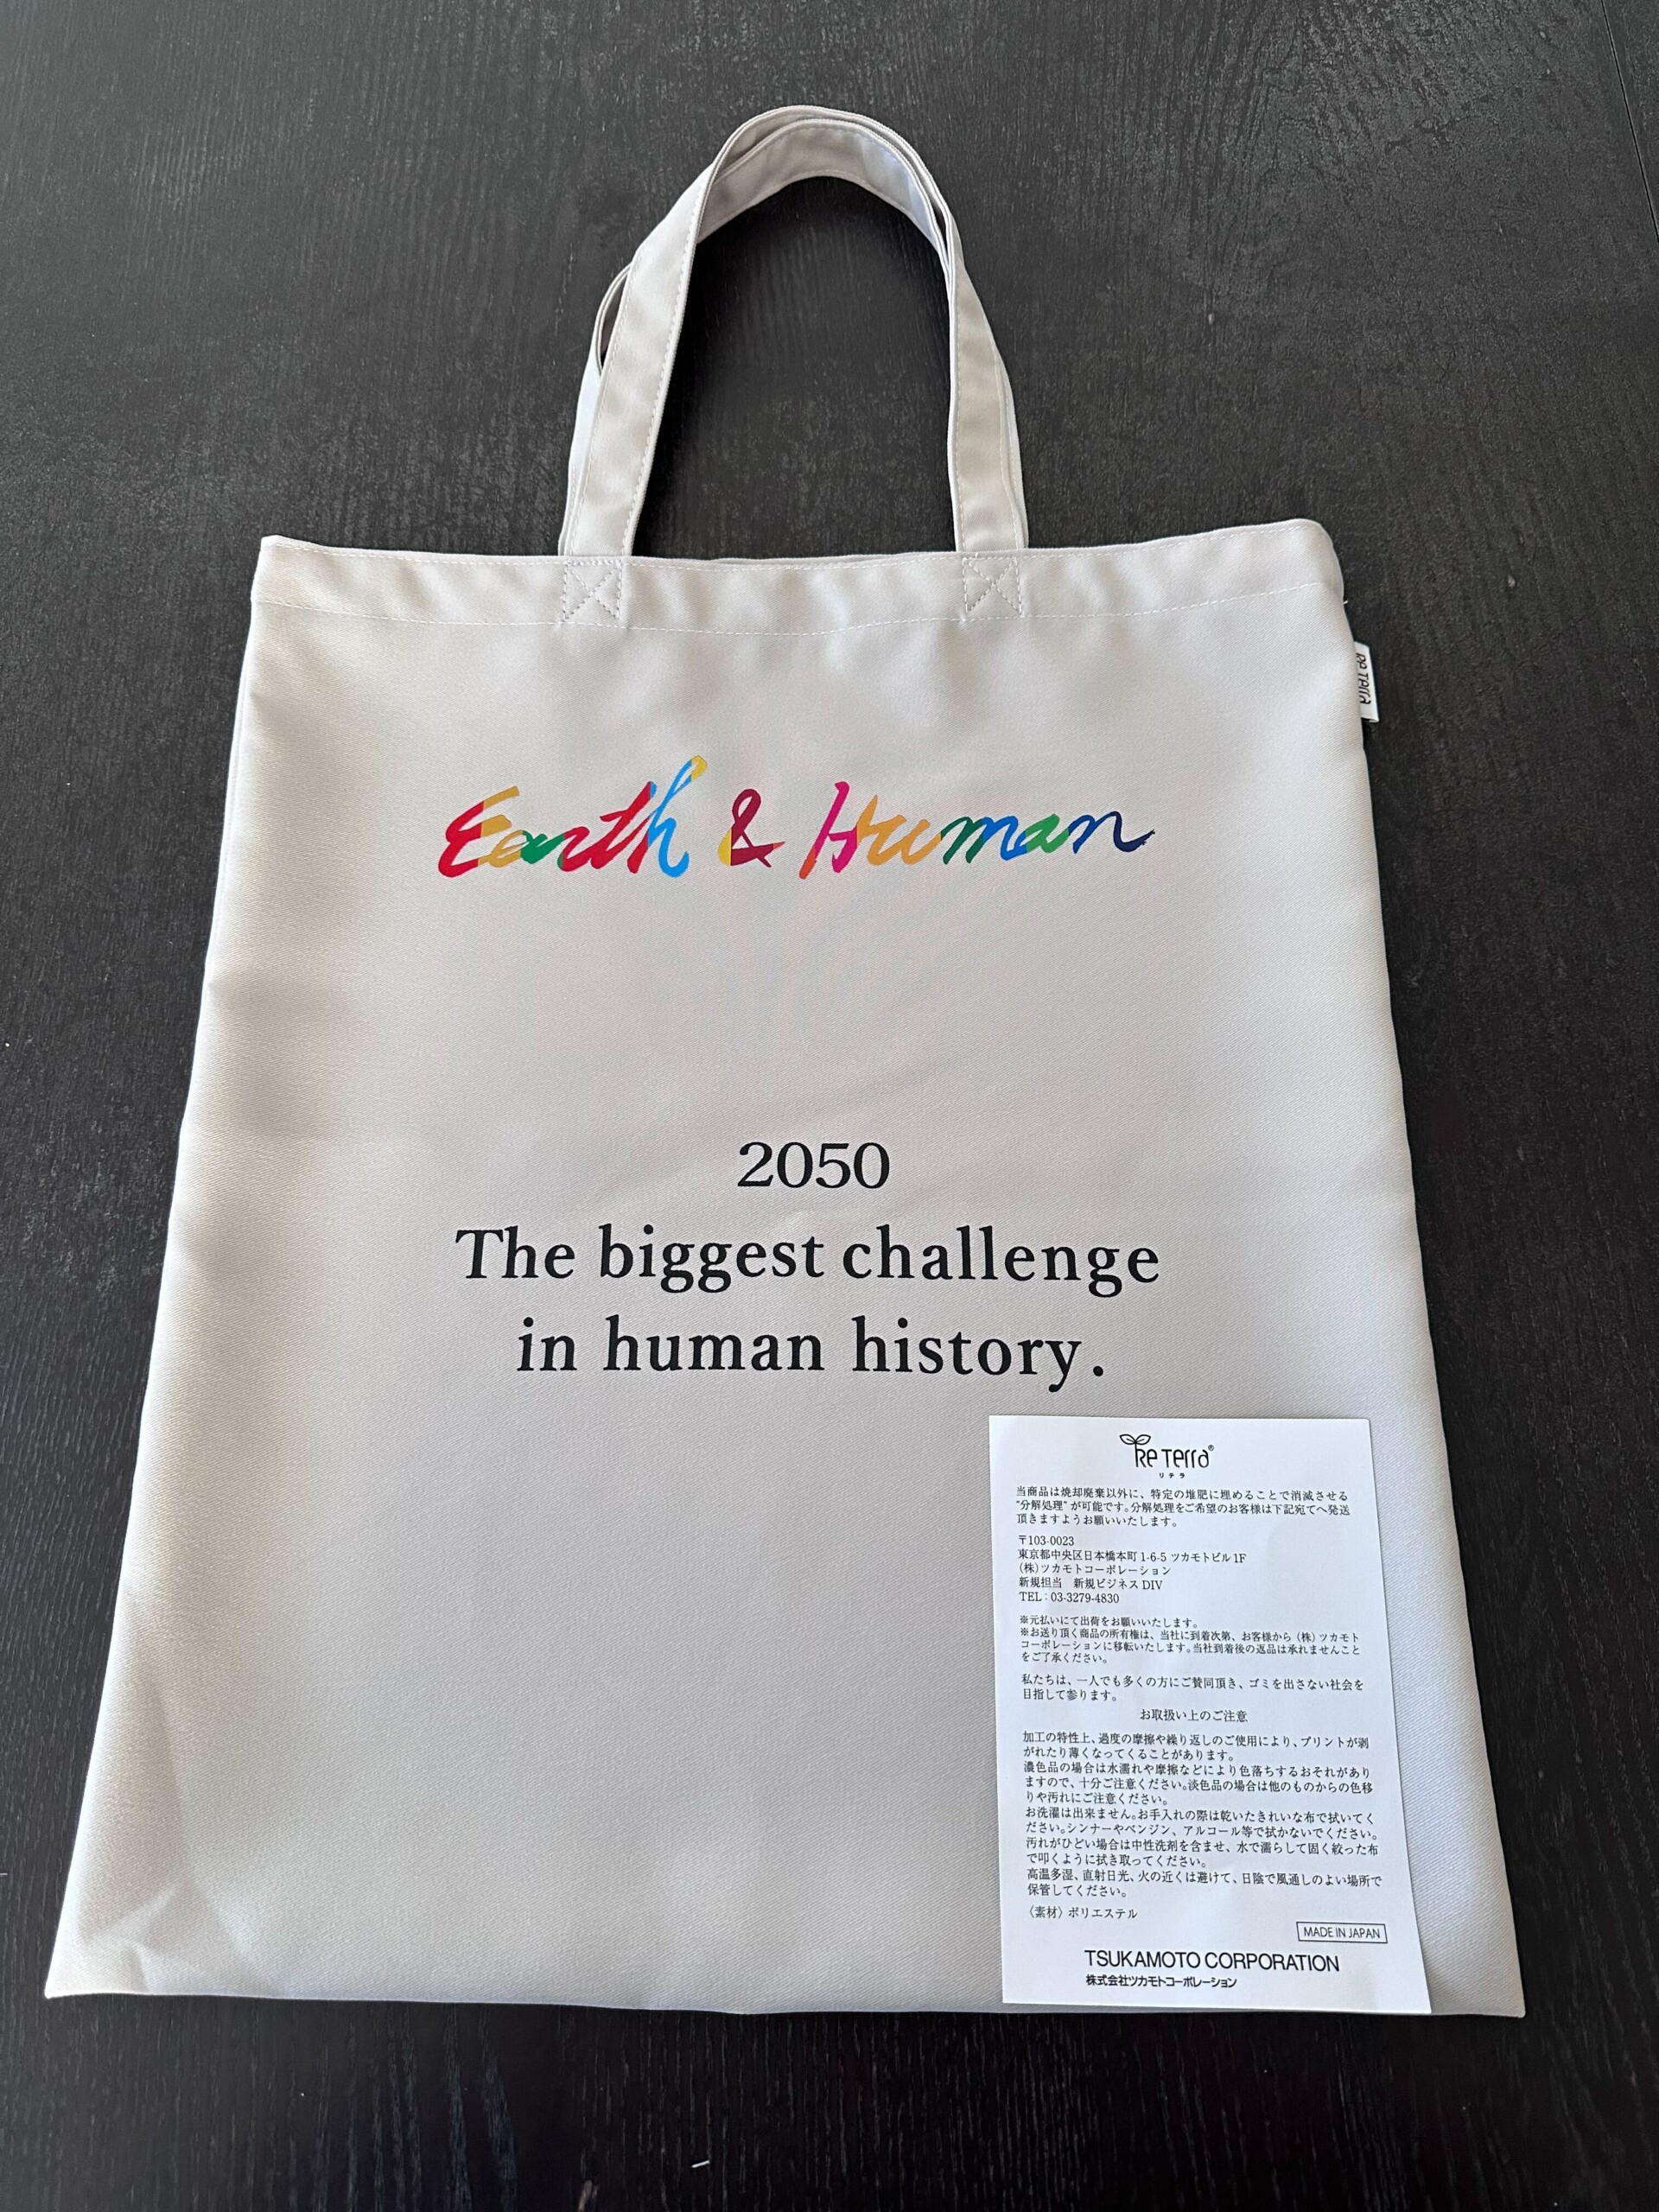 Re Terra
Earth & Human
2050
The biggest challenge
in human history.
Re Terra®
リテラ
当商品は焼却廃棄以外に、特定の堆肥に埋めることで消滅させる
“分解処理” が可能です。分解処理をご希望のお客様は下記宛てへ発送
頂きますようお願いいたします。
〒103-0023
東京都中央区日本橋本町 1-6-5 ツカモトビル 1F
(株)ツカモトコーポレーション
新規担当 新規ビジネス DIV
TEL : 03-3279-4830
※元払いにて出荷をお願いいたします。
※お送り頂く商品の所有権は、当社に到着次第、お客様から (株) ツカモト
コーポレーションに移転いたします。当社到着後の返品は承れませんこと
をご了承ください。
私たちは、一人でも多くの方にご賛同頂き、ゴミを出さない社会を
目指して参ります。
お取扱い上のご注意
加工の特性上、過度の摩擦や繰り返しのご使用により、プリントが剥
がれたり薄くなってくることがあります。
濃色品の場合は水濡れや摩擦などにより色落ちするおそれがあり
ますので、十分ご注意ください。淡色品の場合は他のものからの色移
りや汚れにご注意ください。
お洗濯は出来ません。お手入れの際は乾いたきれいな布で拭いてく
ださい。シンナーやベンジン、アルコール等で拭かないでください。
汚れがひどい場合は中性洗剤を含ませ、水で濡らして固く絞った布
で叩くように拭き取ってください。
高温多湿、直射日光、火の近くは避けて、日陰で風通しのよい場所で
保管してください。
〈素材〉ポリエステル
MADE IN JAPAN
TSUKAMOTO CORPORATION
株式会社ツカモトコーポレーション